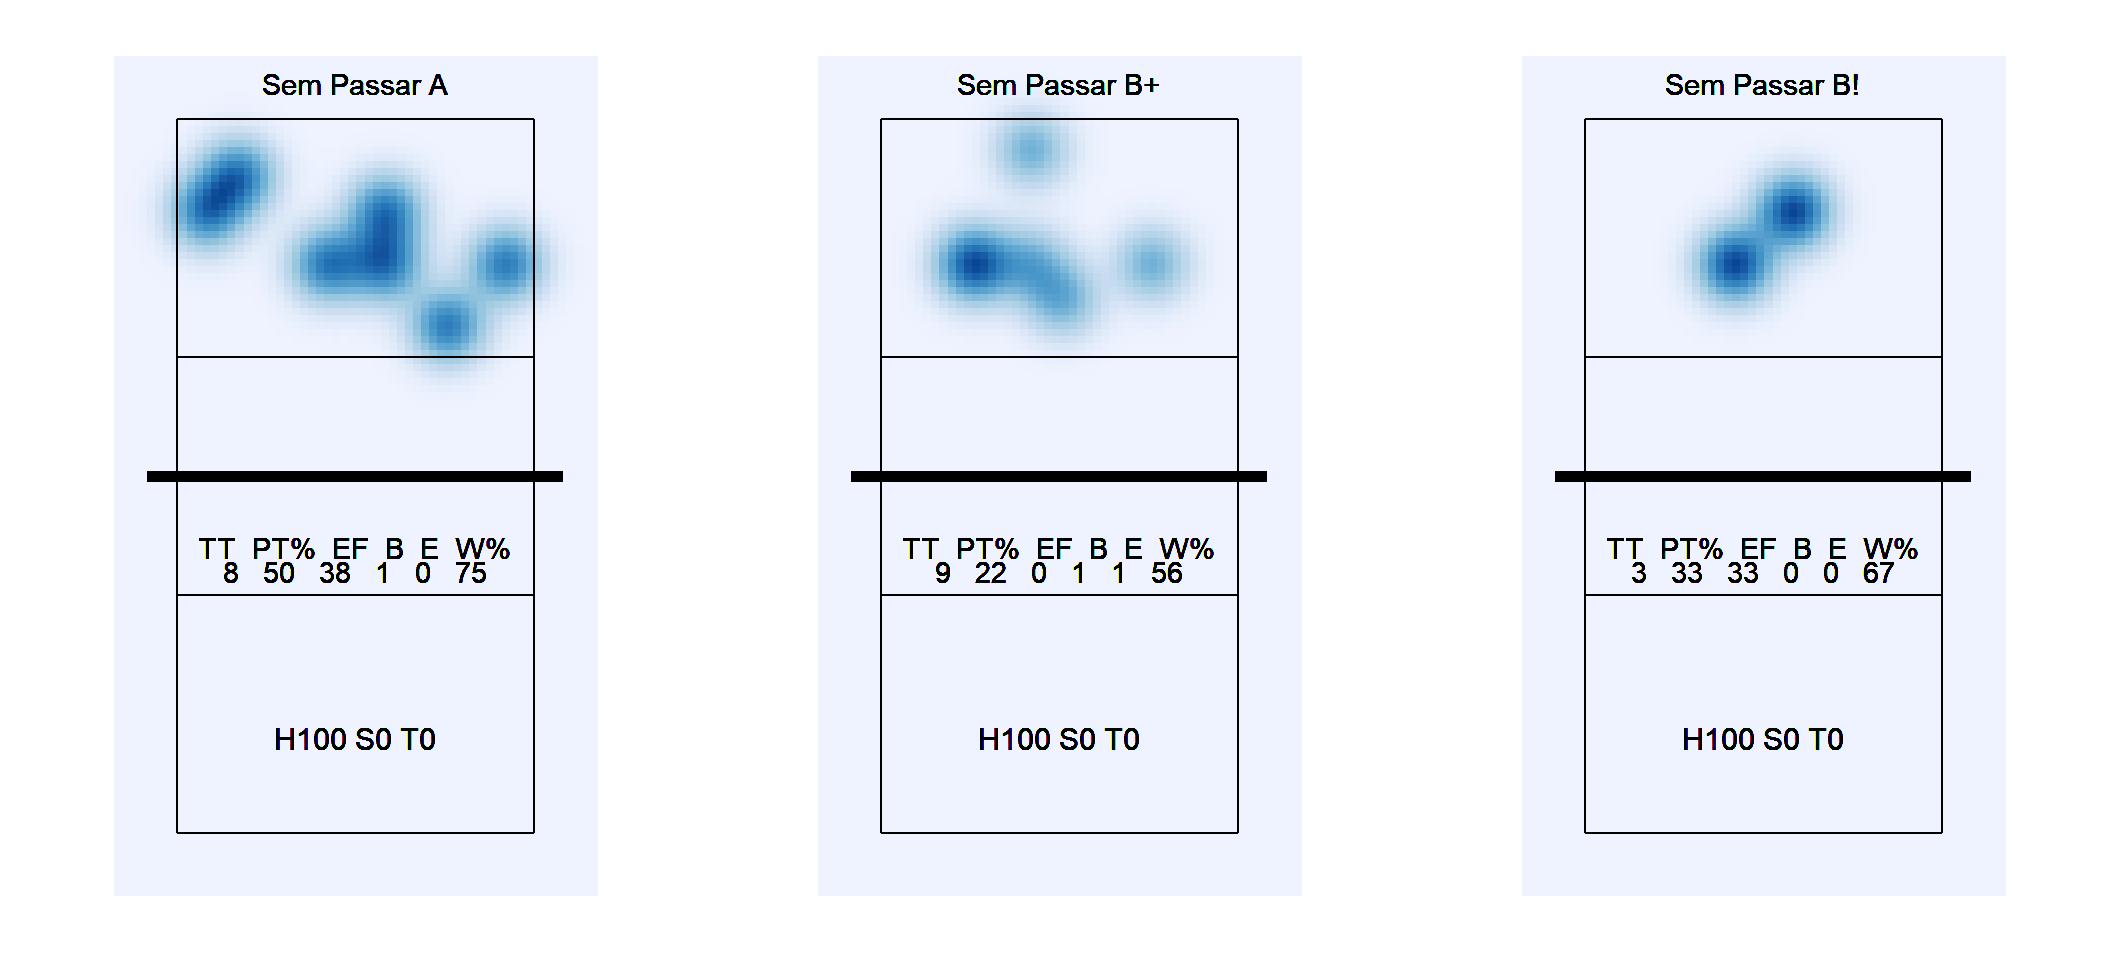 Sem Passar A
TT PT% EF B E W%
8 50 38 1 0 75
H100 S0 T0
Sem Passar B+
TT PT% EF B E W%
9 22 0 1 1 56
H100 S0 T0
Sem Passar B!
TT PT% EF B E W%
3 33 33 0 0 67
H100 S0 T0